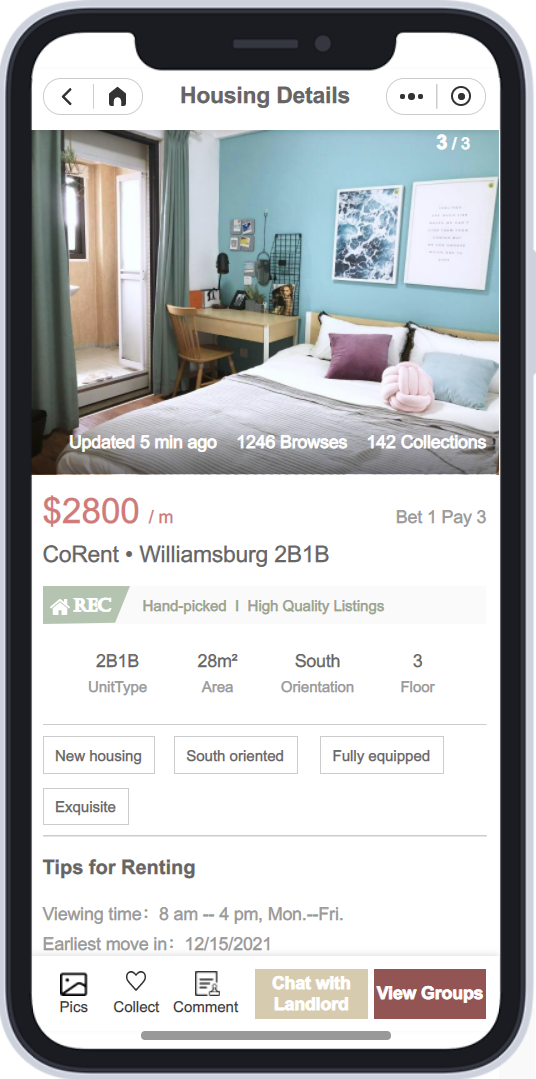 Housing Details
3 / 3
Updated 5 min ago 1246 Browses 142 Collections
$2800 / m
Bet 1 Pay 3
CoRent • Williamsburg 2B1B
REC
Hand-picked I High Quality Listings
2B1B 28m² South 3
UnitType Area Orientation Floor
New housing South oriented Fully equipped
Exquisite
Tips for Renting
Viewing time： 8 am -- 4 pm, Mon.--Fri.
Earliest move in： 12/15/2021
Pics Collect Comment
Chat with
Landlord
View Groups